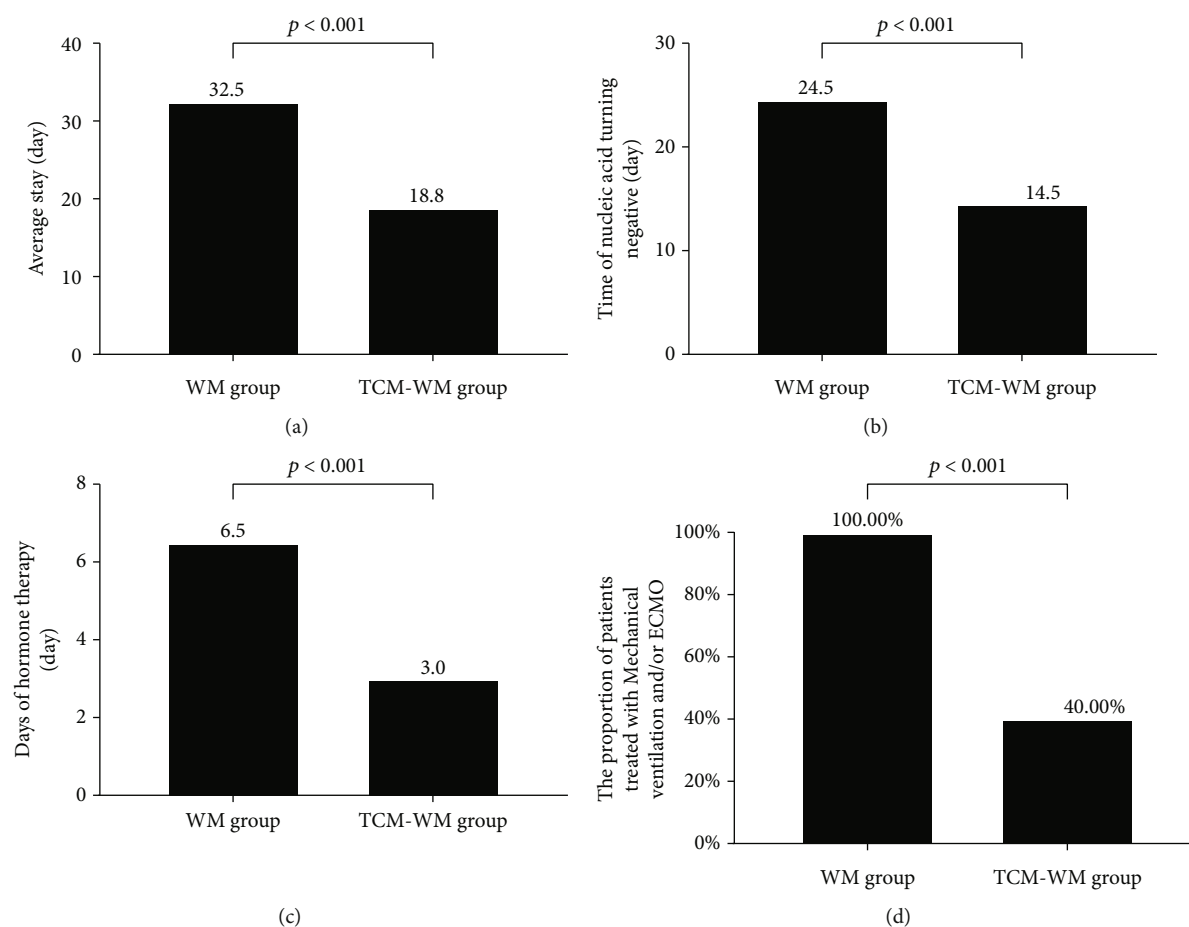 p < 0.001
40
30
20
10
0
Average stay (day)
32.5
18.8
WM group
TCM-WM group
(a)
p < 0.001
30
20
10
0
Time of nucleic acid turning
negative (day)
24.5
14.5
WM group
TCM-WM group
(b)
p < 0.001
8
6
4
2
0
Days of hormone therapy
(day)
6.5
3.0
WM group
TCM-WM group
(c)
p < 0.001
100%
80%
60%
40%
20%
0%
The proportion of patients
treated with Mechanical
ventilation and/or ECMO
100.00%
40.00%
WM group
TCM-WM group
(d)